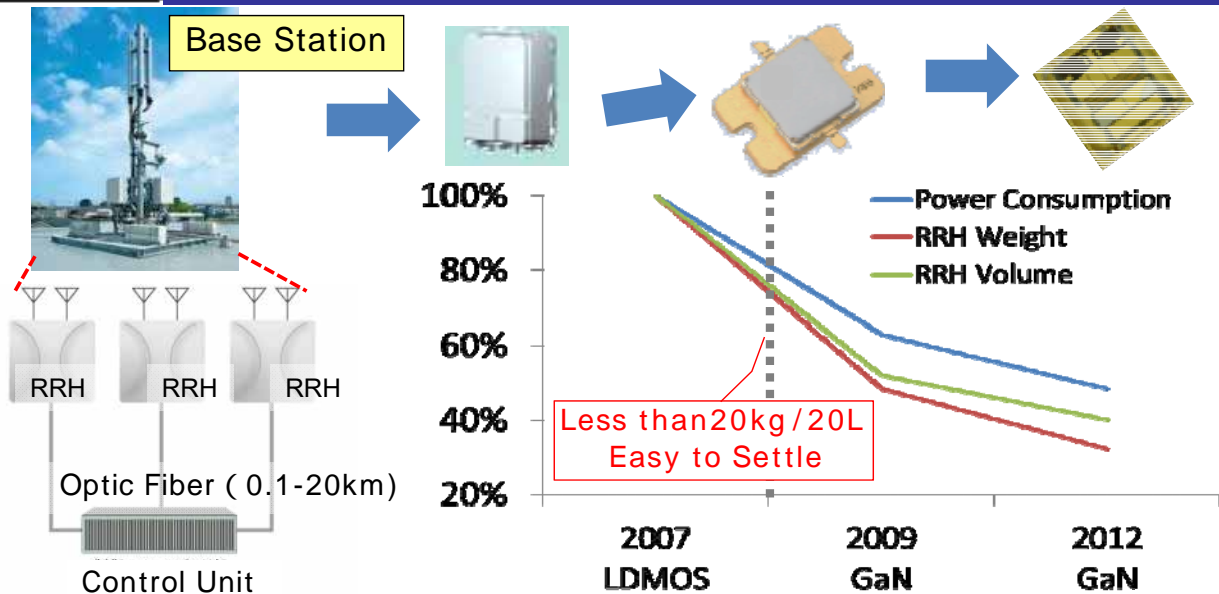 Base Station
100%
80%
60%
40%
20%
Power Consumption
RRH Weight
RRH Volume
RRH
RRH
RRH
Less than20kg/20L
Easy to Settle
Optic Fiber ( 0.1-20km)
Control Unit
2007
LDMOS
2009
GaN
2012
GaN